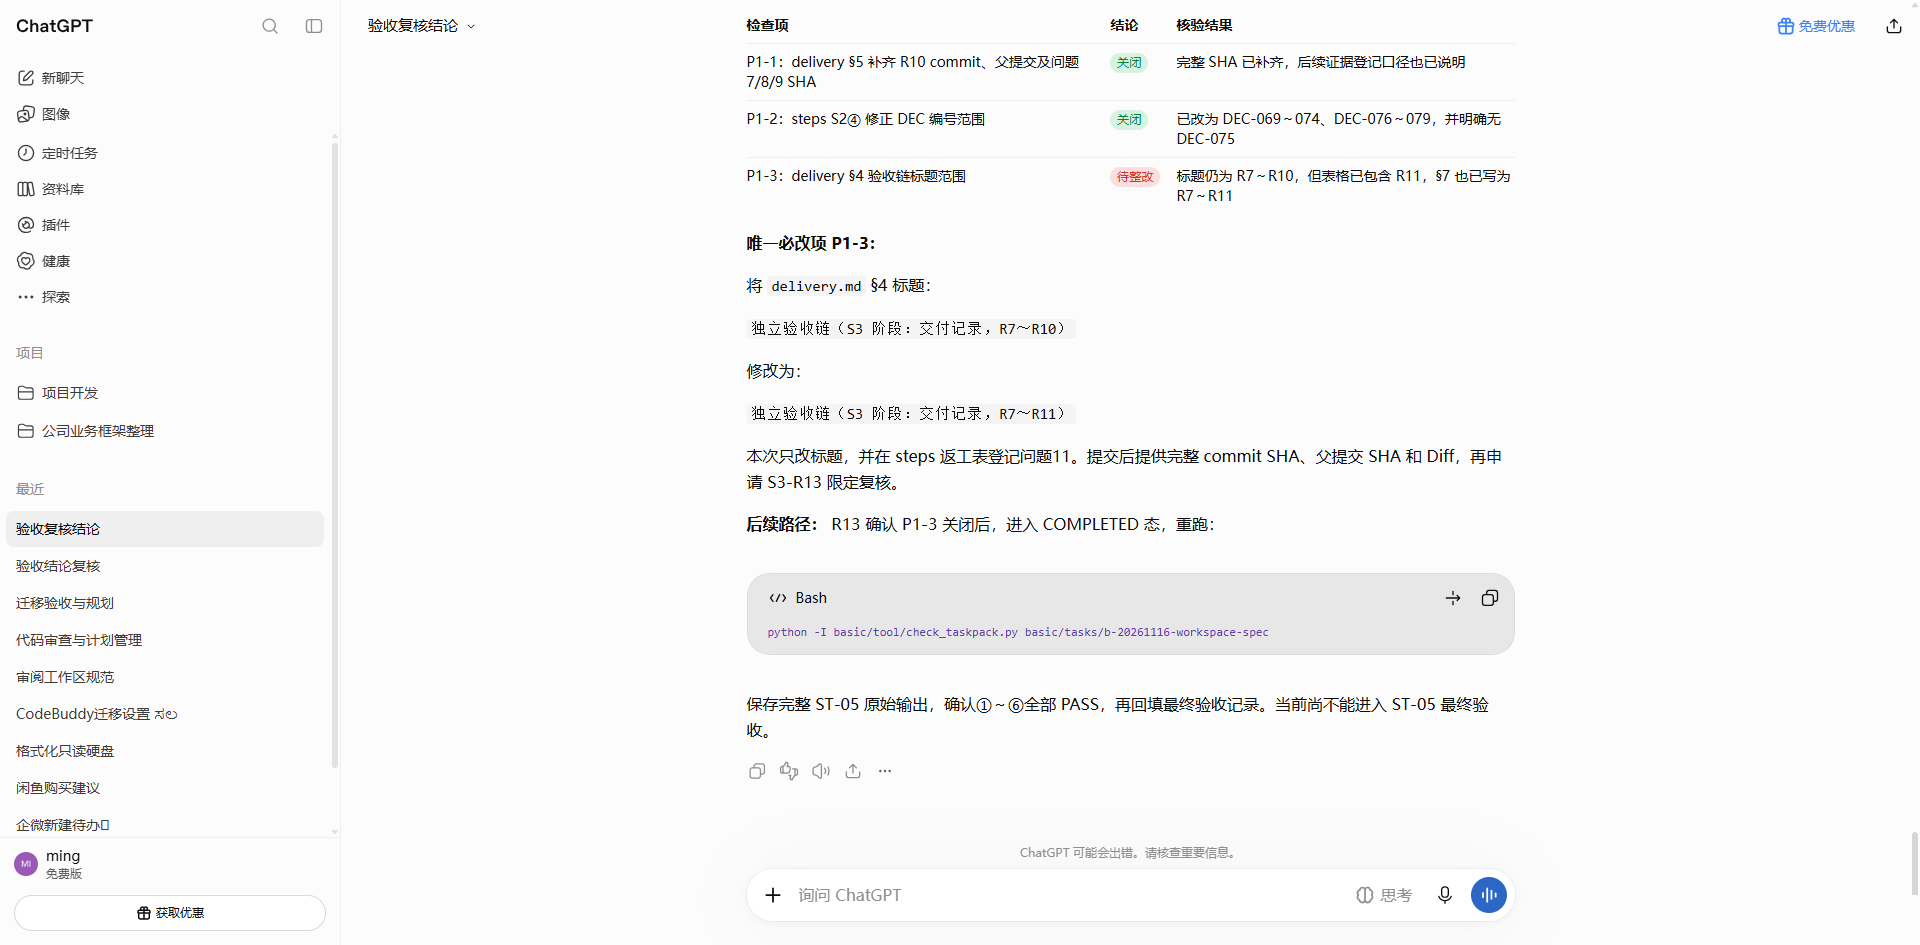 ChatGPT
新聊天
图像
定时任务
资料库
插件
健康
探索
项目
项目开发
公司业务框架整理
最近
验收复核结论
验收结论复核
迁移验收与规划
代码审查与计划管理
审阅工作区规范
CodeBuddy迁移设置
格式化只读硬盘
闲鱼购买建议
企微新建待办
MI
ming
免费版
获取优惠
验收复核结论
免费优惠
检查项 结论 核验结果
P1-1：delivery §5 补齐 R10 commit、父提交及问题 关闭 完整 SHA 已补齐，后续证据登记口径也已说明
7/8/9 SHA
P1-2：steps S2④ 修正 DEC 编号范围 关闭 已改为 DEC-069～074、DEC-076～079，并明确无
DEC-075
P1-3：delivery §4 验收链标题范围 待整改 标题仍为 R7～R10，但表格已包含 R11，§7 也已写为
R7～R11
唯一必改项 P1-3：
将 delivery.md §4 标题：
独立验收链（S3 阶段：交付记录，R7～R10）
修改为：
独立验收链（S3 阶段：交付记录，R7～R11）
本次只改标题，并在 steps 返工表登记问题11。提交后提供完整 commit SHA、父提交 SHA 和 Diff，再申
请 S3-R13 限定复核。
后续路径： R13 确认 P1-3 关闭后，进入 COMPLETED 态，重跑：
Bash
python -I basic/tool/check_taskpack.py basic/tasks/b-20261116-workspace-spec
保存完整 ST-05 原始输出，确认①～⑥全部 PASS，再回填最终验收记录。当前尚不能进入 ST-05 最终验
收。
ChatGPT 可能会出错。请核查重要信息。
询问 ChatGPT
思考